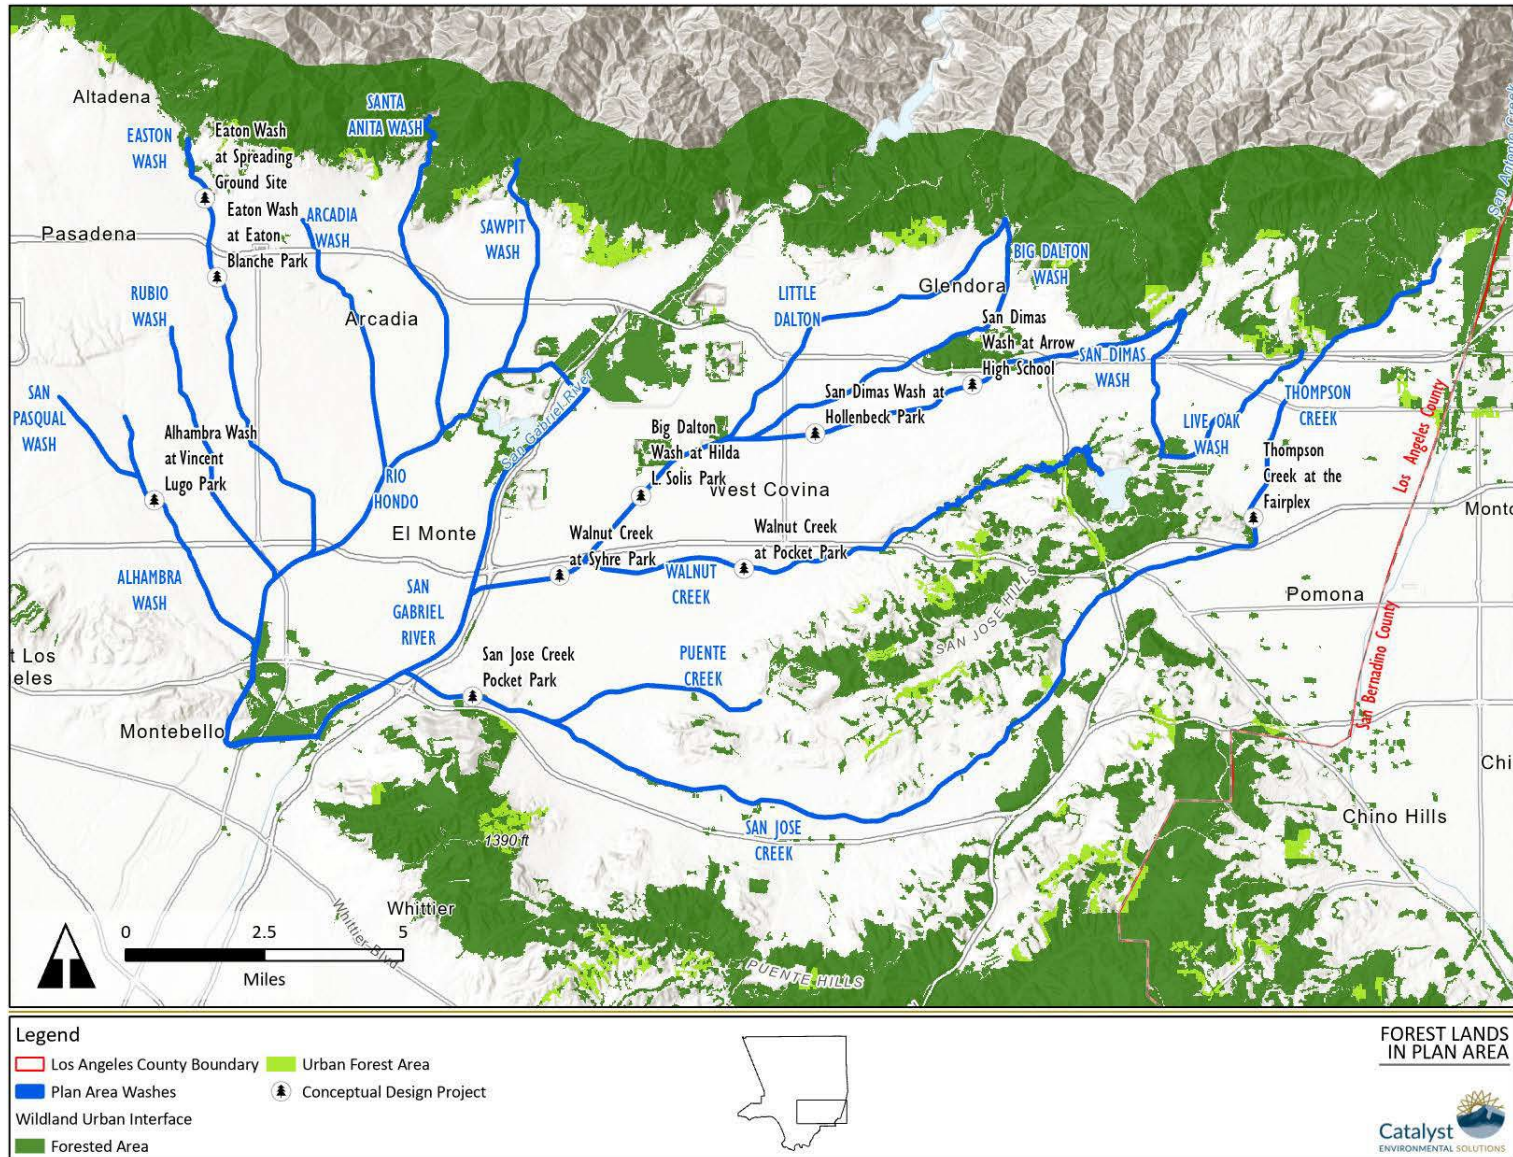 Altadena
SANTA
ANITA WASH
EASTON
WASH
Eaton Wash
at Spreading
Ground Site
Eaton Wash
at Eaton
Blanche Park
ARCADIA
WASH
SAWPIT
WASH
Pasadena
RUBIO
WASH
Arcadia
LITTLE
DALTON
Glendora
BIG DALTON
WASH
San Antonio Creek
San Dimas
Wash at Arrow
High School
SAN DIMAS
WASH
SAN
PASQUAL
WASH
San Gabriel River
San Dimas Wash at
Hollenbeck Park
THOMPSON
CREEK
LIVE OAK
WASH
Los Angeles County
Alhambra Wash
at Vincent
Lugo Park
Big Dalton
Wash at Hilda
L. Solis Park
Thompson
Creek at the
Fairplex
RIO
HONDO
West Covina
El Monte
Walnut Creek
at Syhre Park
Walnut Creek
at Pocket Park
Montc
ALHAMBRA
WASH
SAN
GABRIEL
RIVER
WALNUT
CREEK
Pomona
SAN JOSE HILLS
San Bernadino County
t Los
eles
San Jose Creek
Pocket Park
PUENTE
CREEK
Montebello
Chi
1390 ft
SAN JOSE
CREEK
Chino Hills
Whittier
Whittier Blvd
PUENTE HILLS
0 2.5 5
Miles
Legend
Los Angeles County Boundary
Urban Forest Area
Plan Area Washes
Conceptual Design Project
Wildland Urban Interface
Forested Area
FOREST LANDS
IN PLAN AREA
Catalyst
ENVIRONMENTAL SOLUTIONS